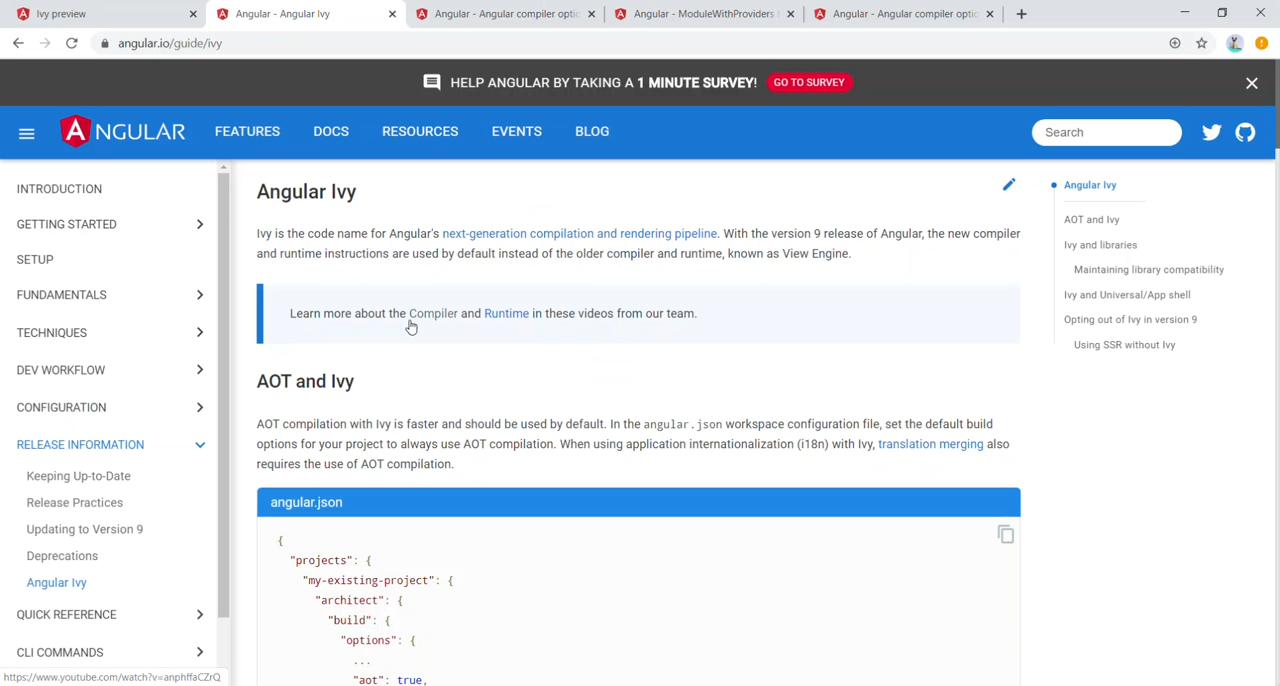 Ivy preview
Angular - Angular Ivy
Angular - Angular compiler optio
Angular - ModuleWithProviders
Angular - Angular compiler optio
angular.io/guide/ivy
HELP ANGULAR BY TAKING A 1 MINUTE SURVEY!
GO TO SURVEY
ANGULAR
FEATURES
DOCS
RESOURCES
EVENTS
BLOG
Search
INTRODUCTION
GETTING STARTED
SETUP
FUNDAMENTALS
TECHNIQUES
DEV WORKFLOW
CONFIGURATION
RELEASE INFORMATION
Keeping Up-to-Date
Release Practices
Updating to Version 9
Deprecations
Angular Ivy
QUICK REFERENCE
CLI COMMANDS
https://www.youtube.com/watch?v=anphffaCZrQ
Angular Ivy
Ivy is the code name for Angular's next-generation compilation and rendering pipeline. With the version 9 release of Angular, the new compiler
and runtime instructions are used by default instead of the older compiler and runtime, known as View Engine.
Learn more about the Compiler and Runtime in these videos from our team.
AOT and Ivy
AOT compilation with Ivy is faster and should be used by default. In the angular.json workspace configuration file, set the default build
options for your project to always use AOT compilation. When using application internationalization (i18n) with Ivy, translation merging also
requires the use of AOT compilation.
angular.json
{
"projects": {
"my-existing-project": {
"architect": {
"build": {
"options": {
...
"aot": true,
Angular Ivy
AOT and Ivy
Ivy and libraries
Maintaining library compatibility
Ivy and Universal/App shell
Opting out of Ivy in version 9
Using SSR without Ivy